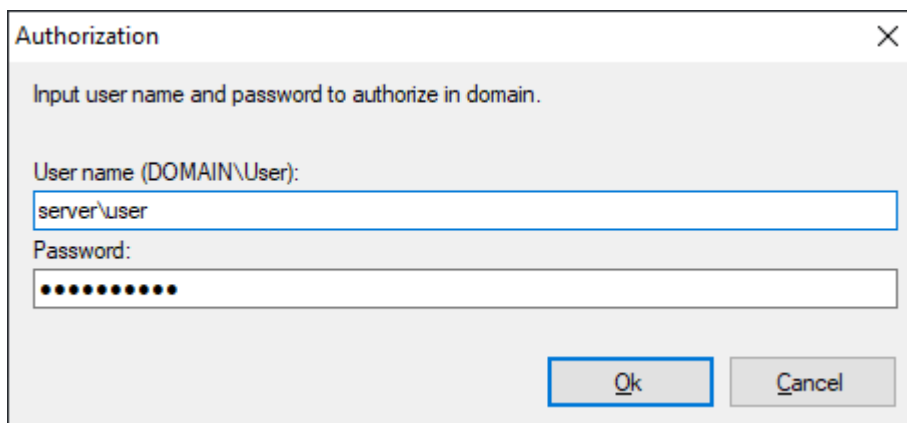 Authorization
Input user name and password to authorize in domain.
User name (DOMAIN\User):
server\user
Password:
●●●●●●●●●●
Ok
Cancel